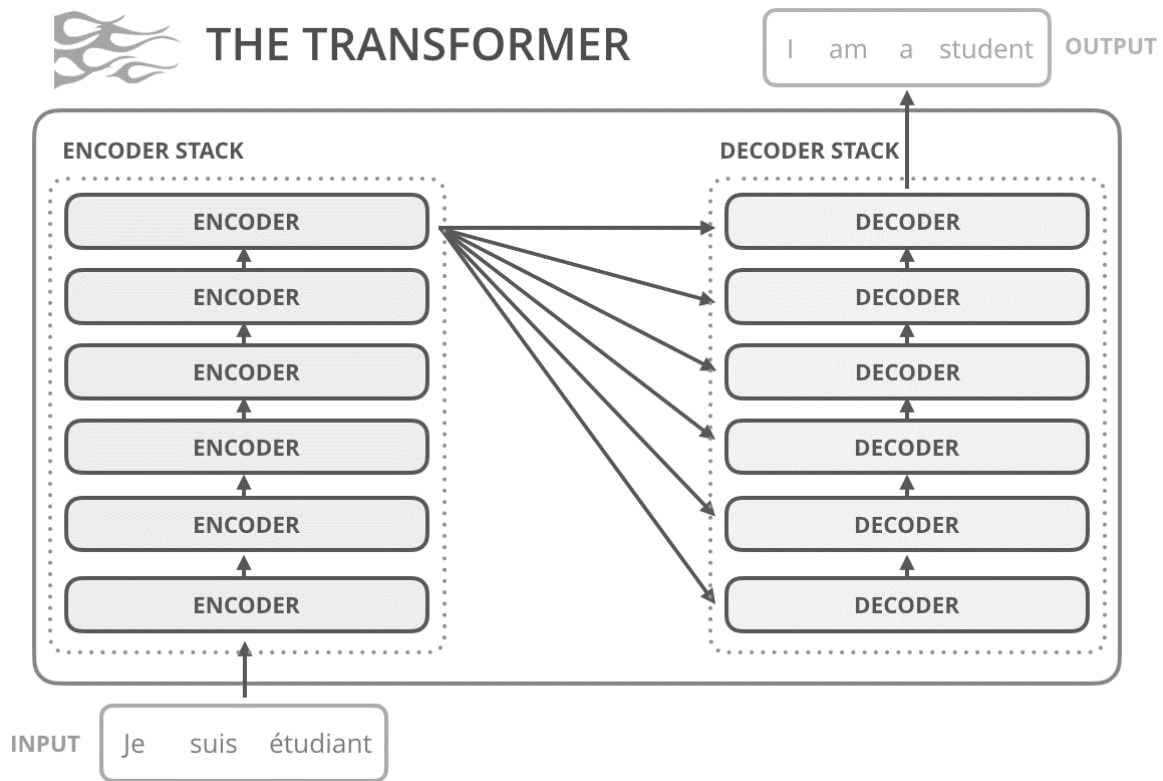 THE TRANSFORMER
I am a student
OUTPUT
ENCODER STACK
DECODER STACK
ENCODER
DECODER
ENCODER
DECODER
ENCODER
DECODER
ENCODER
DECODER
ENCODER
DECODER
ENCODER
DECODER
INPUT
Je suis étudiant